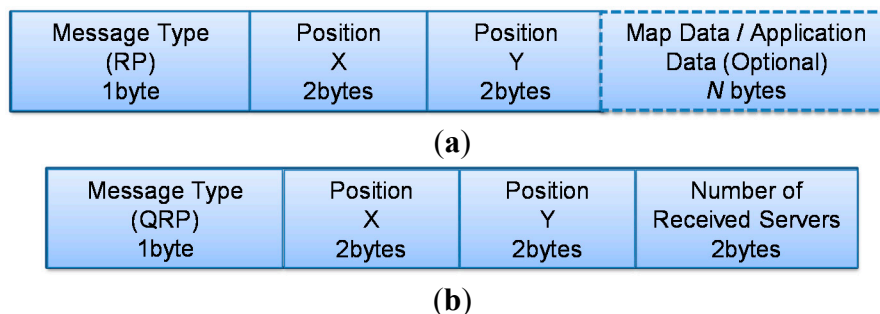 Message Type
(RP)
1byte
Position
X
2bytes
Position
Y
2bytes
Map Data / Application
Data (Optional)
N bytes
(a)
Message Type
(QRP)
1byte
Position
X
2bytes
Position
Y
2bytes
Number of
Received Servers
2bytes
(b)